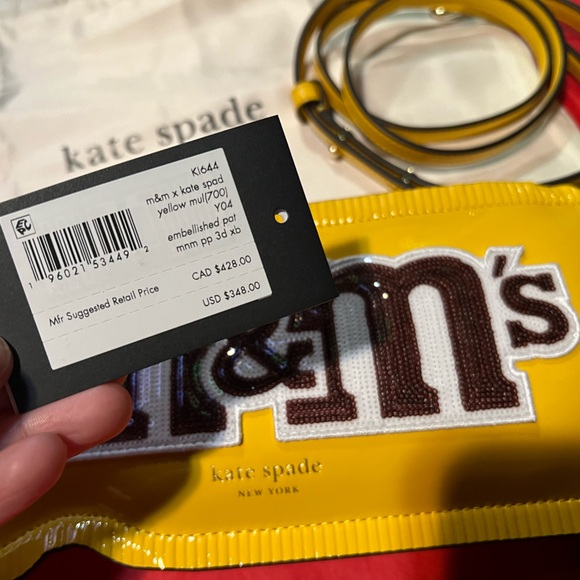 kate spade
KI644
m&m x kate spad
yellow mul(700)
Y04
embellished pat
mnm pp 3d xb
1 96021 53449 2
Mfr Suggested Retail Price
CAD $428.00
USD $348.00
m&m's
kate spade
NEW YORK